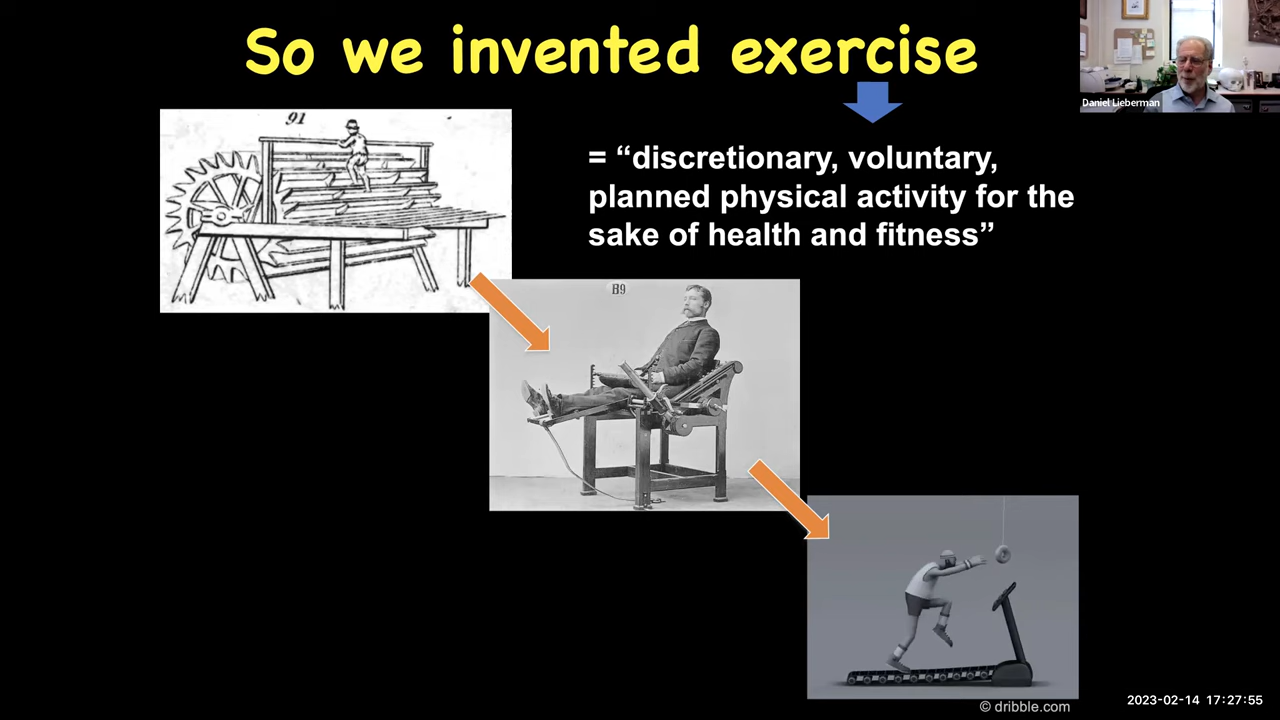 So we invented exercise
Daniel Lieberman
91
= “discretionary, voluntary,
planned physical activity for the
sake of health and fitness”
B9
© dribble.com
2023-02-14 17:27:55